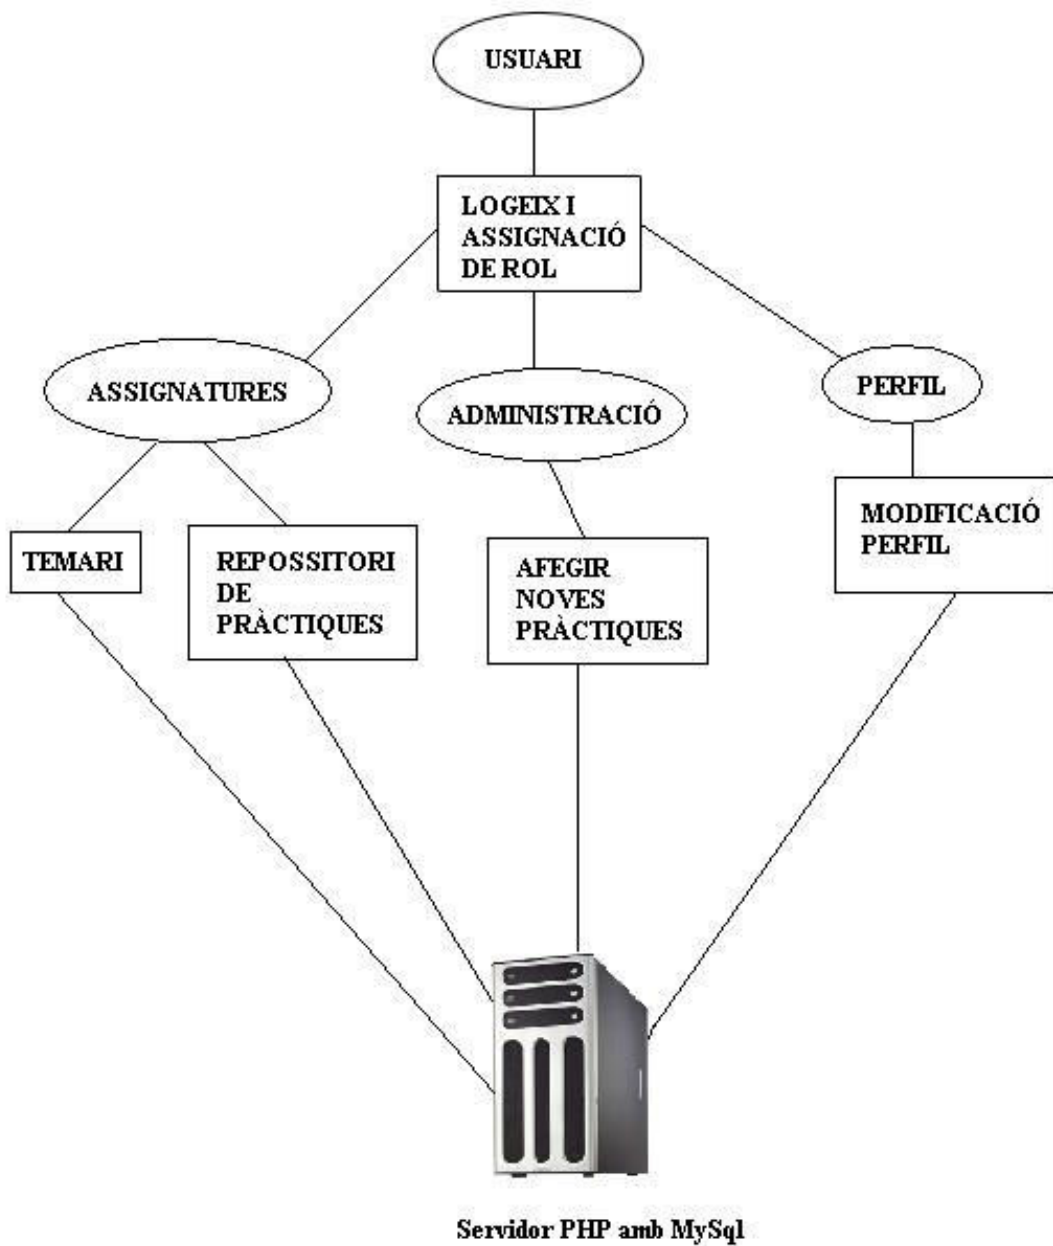 USUARI
LOGEIX I
ASSIGNACIÓ
DE ROL
ASSIGNATURES
ADMINISTRACIÓ
PERFIL
TEMARI
REPOSSITORI
DE
PRÀCTIQUES
AFEGIR
NOVES
PRÀCTIQUES
MODIFICACIÓ
PERFIL
Servidor PHP amb MySql